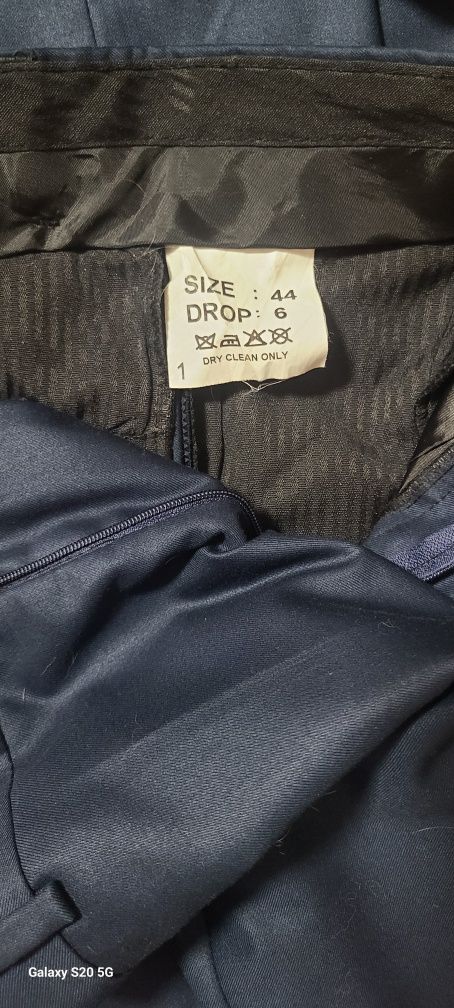 SIZE : 44
DROP: 6
DRY CLEAN ONLY
1
Galaxy S20 5G